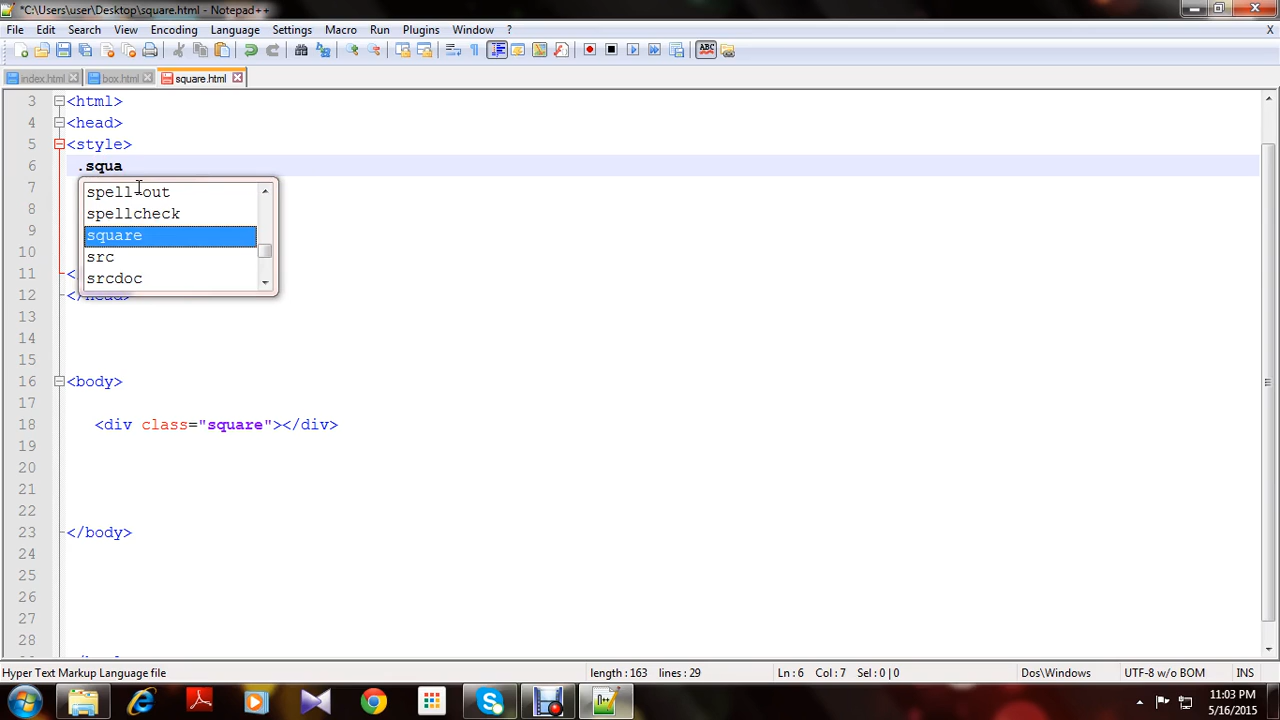 *C:\Users\user\Desktop\square.html - Notepad++
File Edit Search View Encoding Language Settings Macro Run Plugins Window ? X
index.html box.html square.html
3 <html>
4 <head>
5 <style>
6 .squa
7 spell-out
8 spellcheck
9 square
10 src
11 < srcdoc
12 </head>
13
14
15
16 <body>
17
18 <div class="square"></div>
19
20
21
22
23 </body>
24
25
26
27
28
Hyper Text Markup Language file length : 163 lines : 29 Ln : 6 Col : 7 Sel : 0 | 0 Dos\Windows UTF-8 w/o BOM INS
11:03 PM
5/16/2015